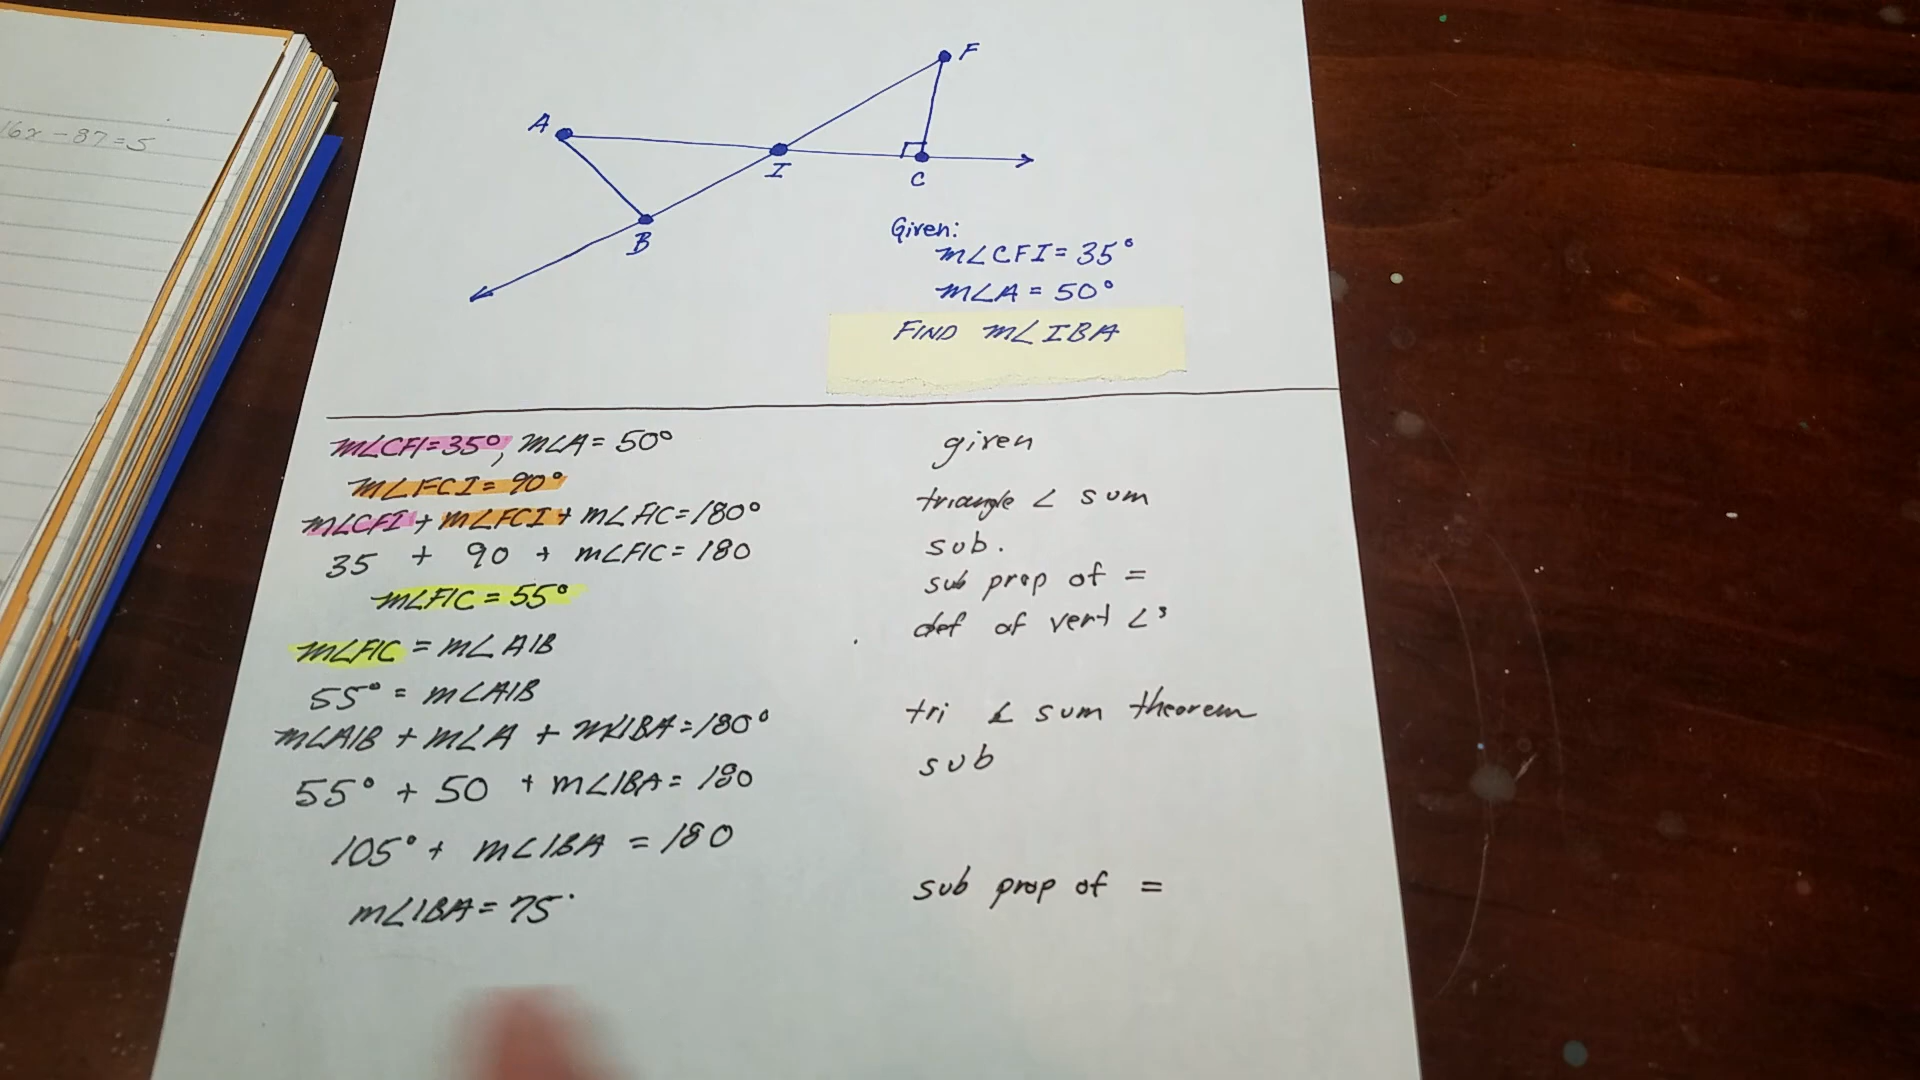 16x - 87 = 5
F
A
I
C
B
Given:
m∠CFI = 35°
m∠A = 50°
FIND m∠IBA
m∠CFI = 35°, m∠A = 50° given
m∠FCI = 90°
m∠CFI + m∠FCI + m∠FIC = 180° triangle ∠ sum
35 + 90 + m∠FIC = 180 sub.
m∠FIC = 55° sub prop of =
m∠FIC = m∠AIB def of vert ∠s
55° = m∠AIB
m∠AIB + m∠A + m∠IBA = 180° tri ∠ sum theorem
55° + 50 + m∠IBA = 180 sub
105° + m∠IBA = 180
m∠IBA = 75° sub prop of =